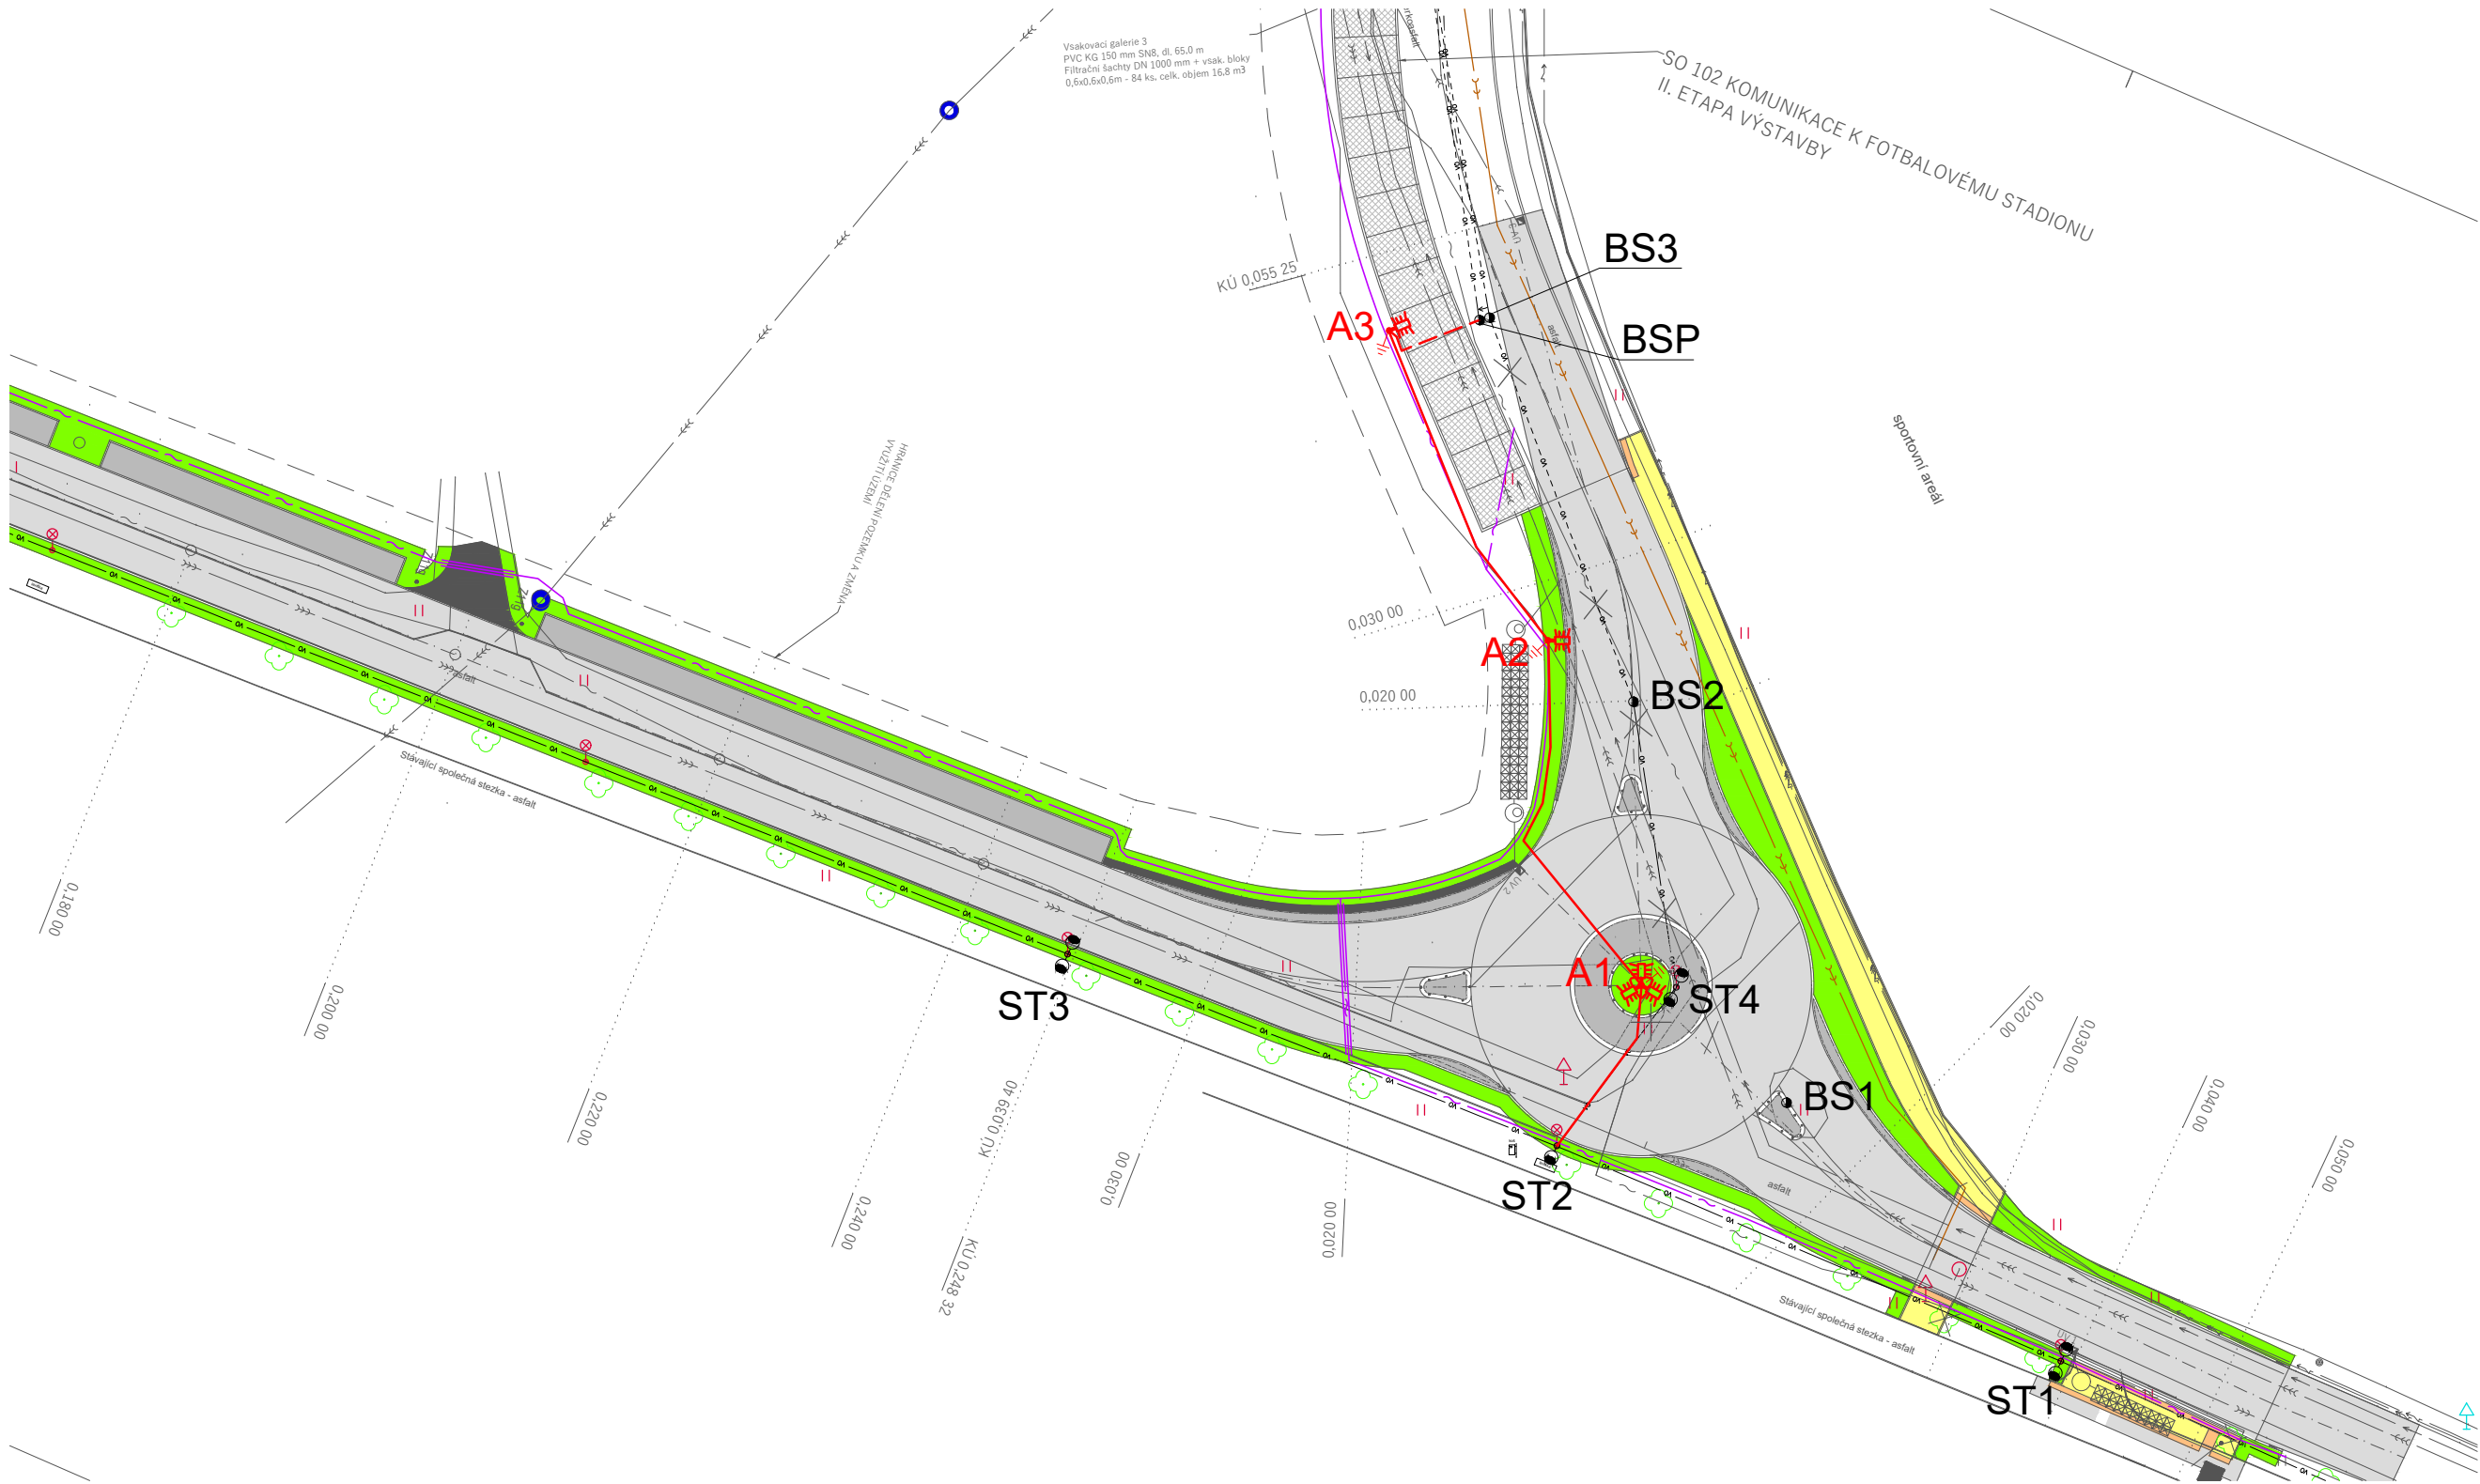 Vsakovací galerie 3
PVC KG 150 mm SN8, dl. 65.0 m
Filtrační šachty DN 1000 mm + vsak. bloky
0,6x0,6x0,6m - 84 ks, celk. objem 16.8 m3
SO 102 KOMUNIKACE K FOTBALOVÉMU STADIONU
II. ETAPA VÝSTAVBY
BS3
KÚ 0,055 25
A3
BSP
asfalt
sportovní areál
HRANICE DĚLENÍ POZEMKU A ZMĚNA
VYUŽITÍ ÚZEMÍ
0,030 00
A2
0,020 00
BS2
asfalt
Stávající společná stezka - asfalt
UV 2
0,180 00
ST3
A1
ST4
0,200 00
0,020 00
0,030 00
BS1
0,220 00
KÚ 0,039 40
0,040 00
0,030 00
0,050 00
ST2
asfalt
0,240 00
0,020 00
KÚ 0,248 32
Stávající společná stezka - asfalt
ST1